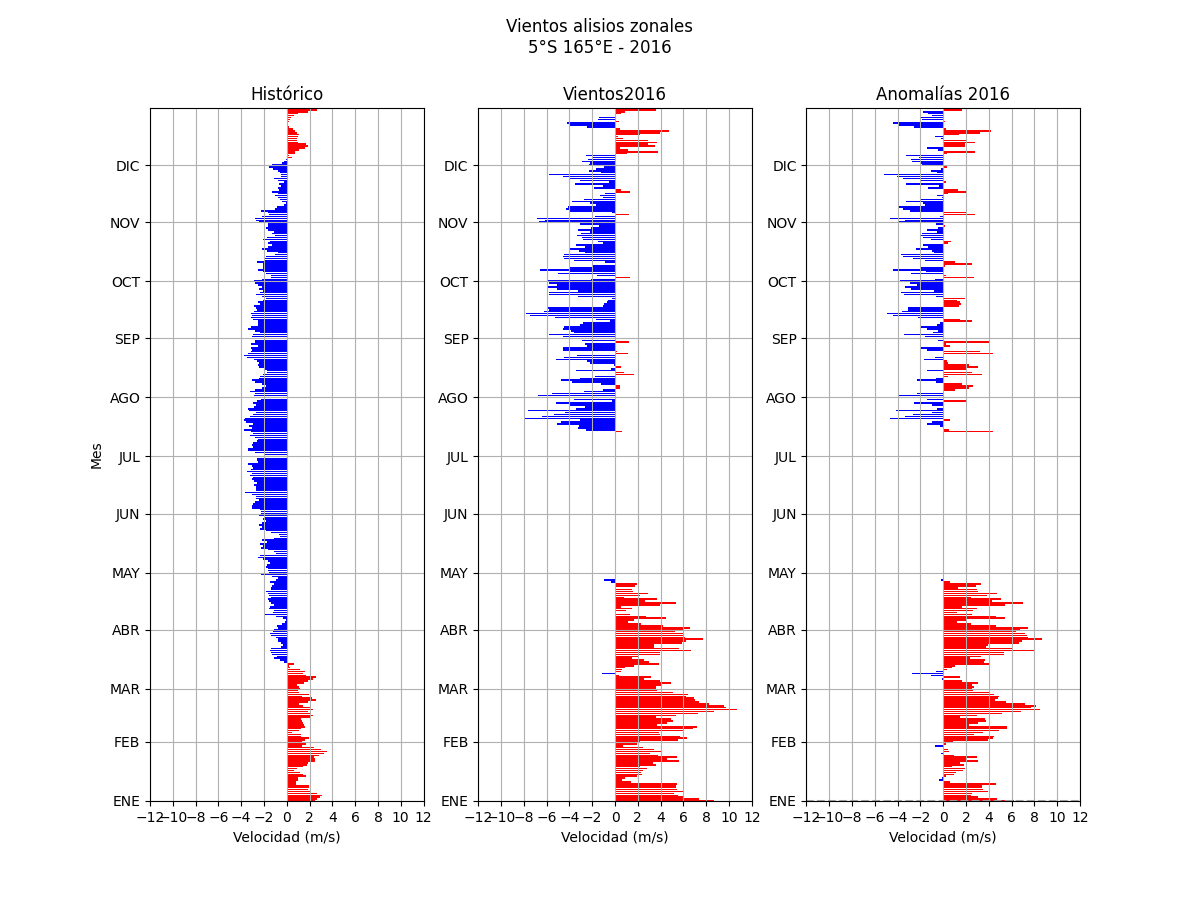 Vientos alisios zonales
5°S 165°E - 2016
Histórico
Vientos2016
Anomalías 2016
Mes
DIC
NOV
OCT
SEP
AGO
JUL
JUN
MAY
ABR
MAR
FEB
ENE
−12 −10 −8 −6 −4 −2 0 2 4 6 8 10 12
Velocidad (m/s)
DIC
NOV
OCT
SEP
AGO
JUL
JUN
MAY
ABR
MAR
FEB
ENE
−12 −10 −8 −6 −4 −2 0 2 4 6 8 10 12
Velocidad (m/s)
DIC
NOV
OCT
SEP
AGO
JUL
JUN
MAY
ABR
MAR
FEB
ENE
−12 −10 −8 −6 −4 −2 0 2 4 6 8 10 12
Velocidad (m/s)